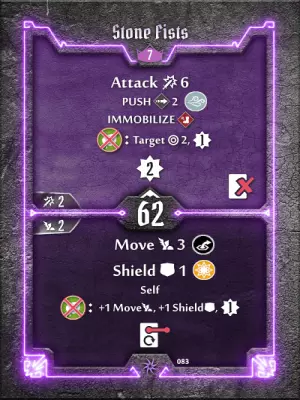 Stone Fists
7
Attack 6
PUSH 2
IMMOBILIZE
: Target 2, 1
2
2
62
2
Move 3
Shield 1
Self
: +1 Move, +1 Shield, 1
083